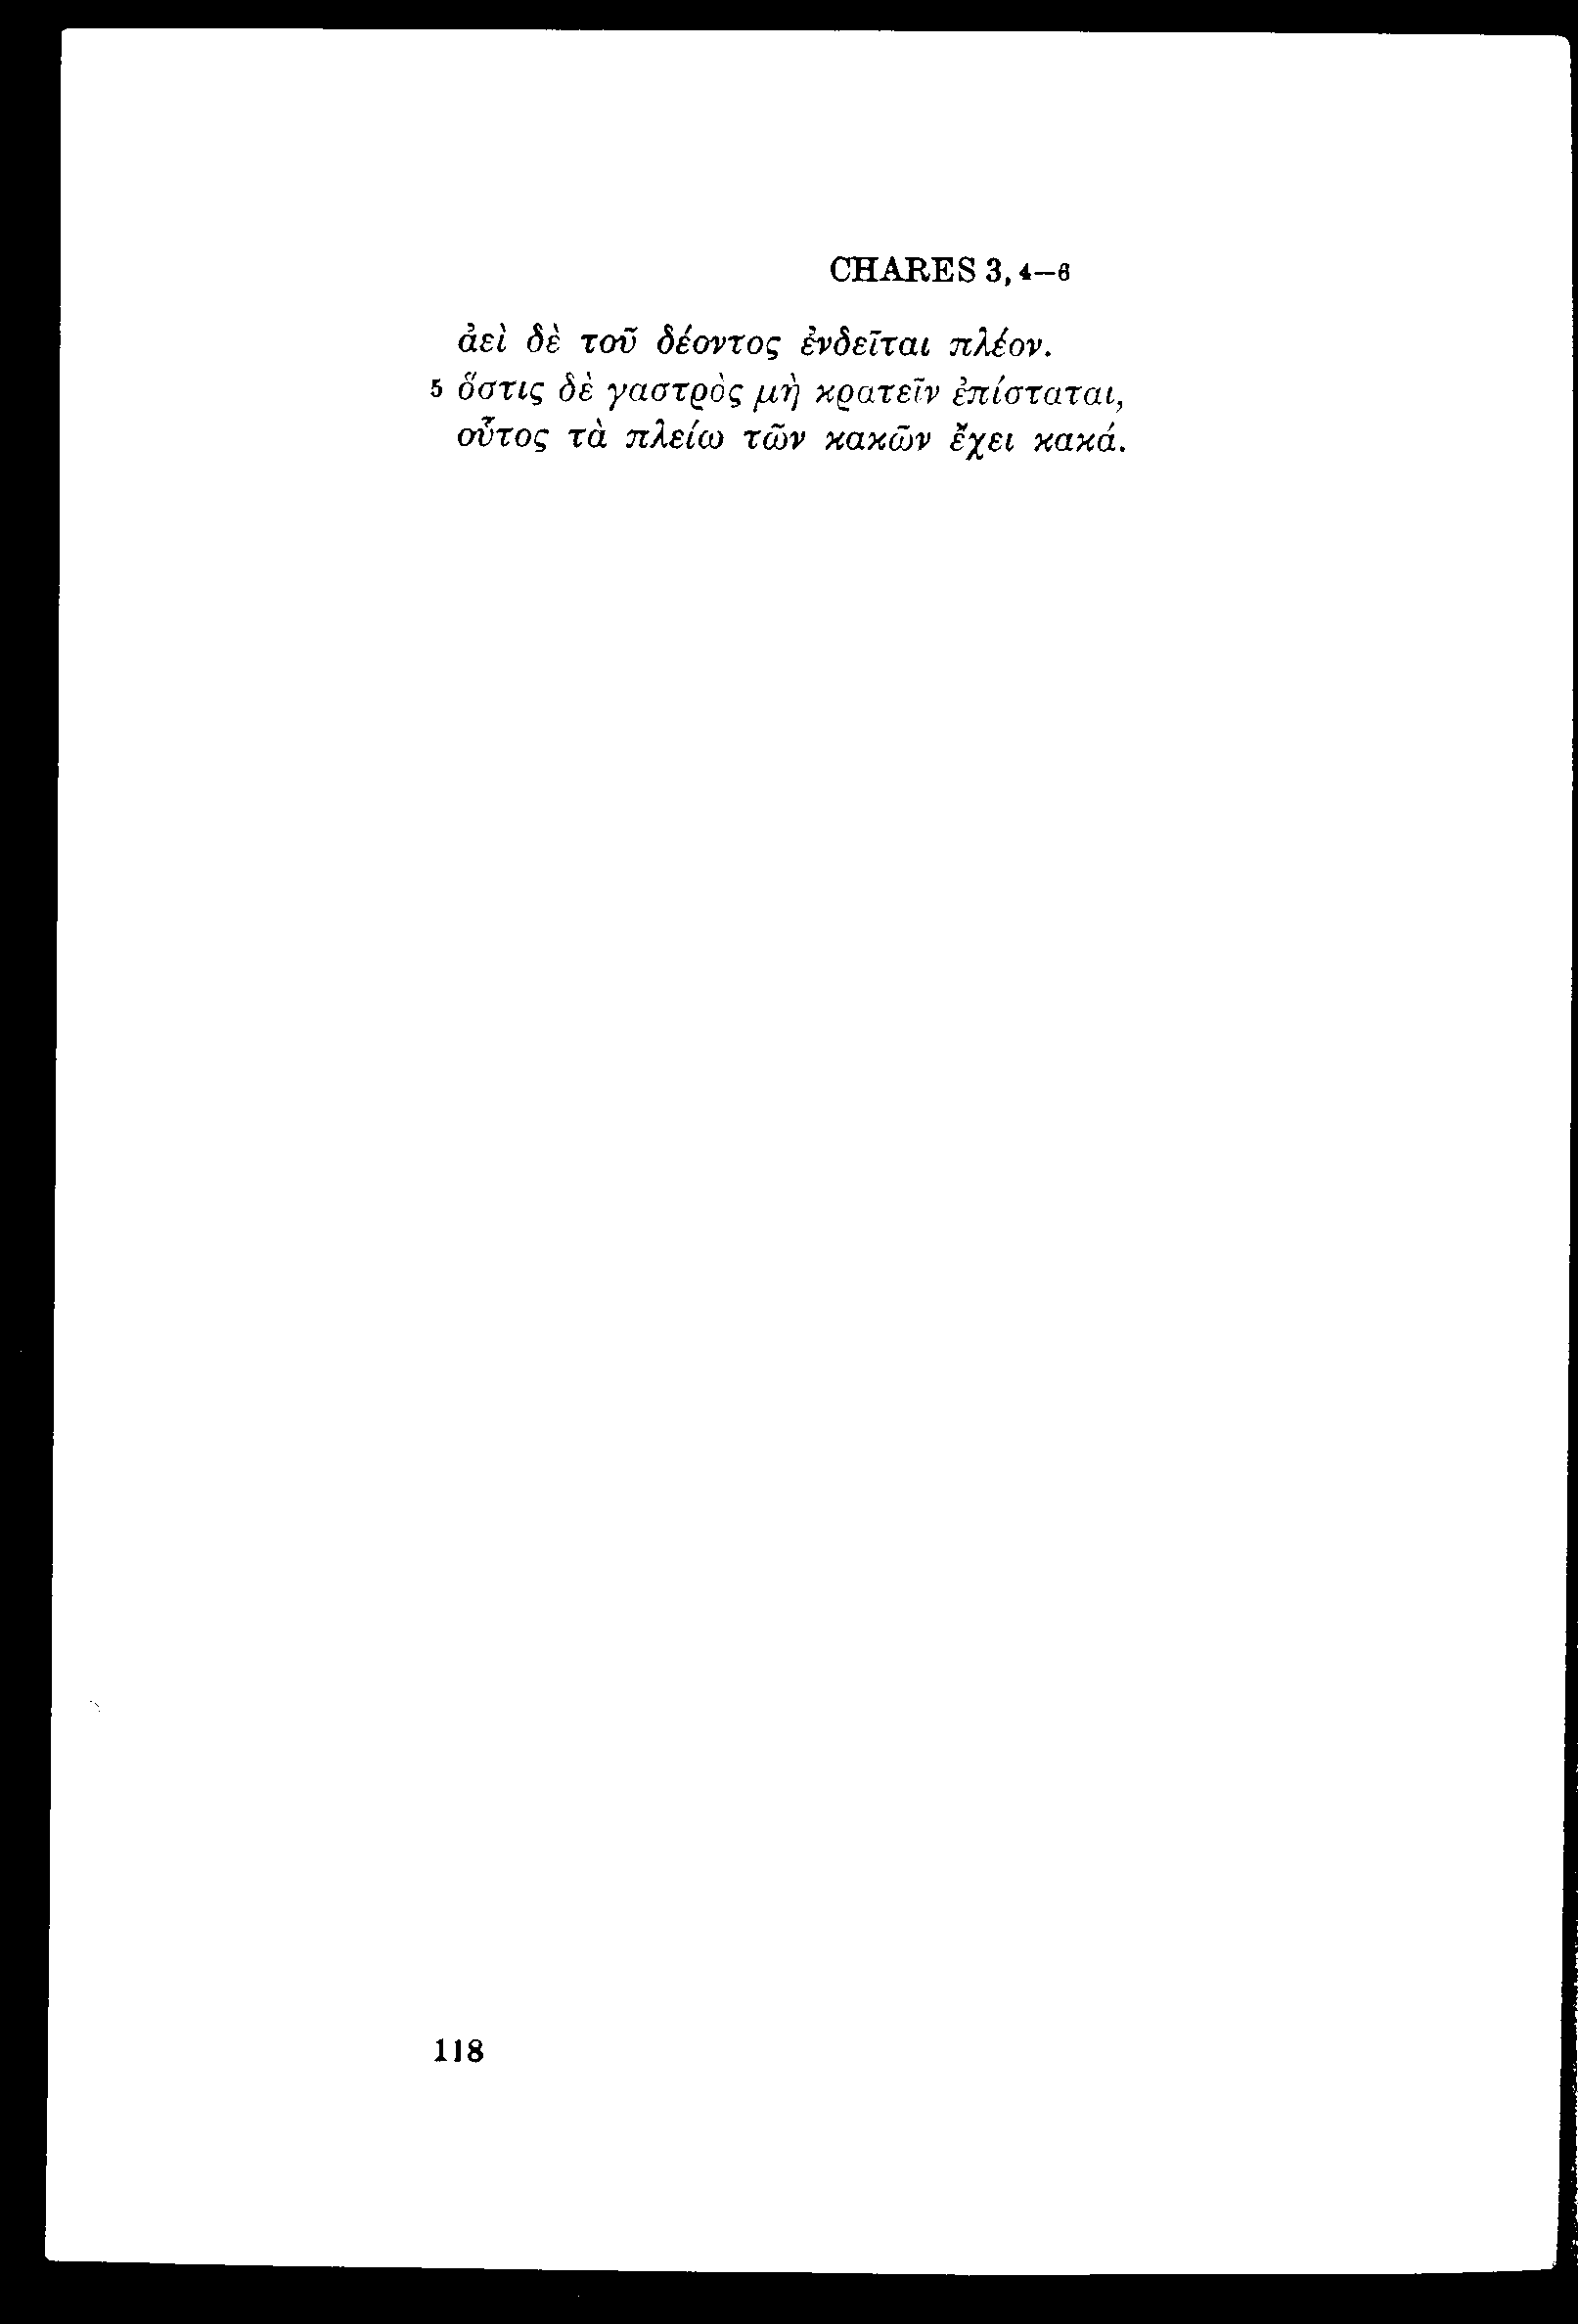 CHARES 3, 4–6
ἀεὶ δὲ τοῦ δέοντος ἐνδεῖται πλέον.
5 ὅστις δὲ γαστρὸς μὴ κρατεῖν ἐπίσταται,
οὗτος τὰ πλείω τῶν κακῶν ἔχει κακά.
118